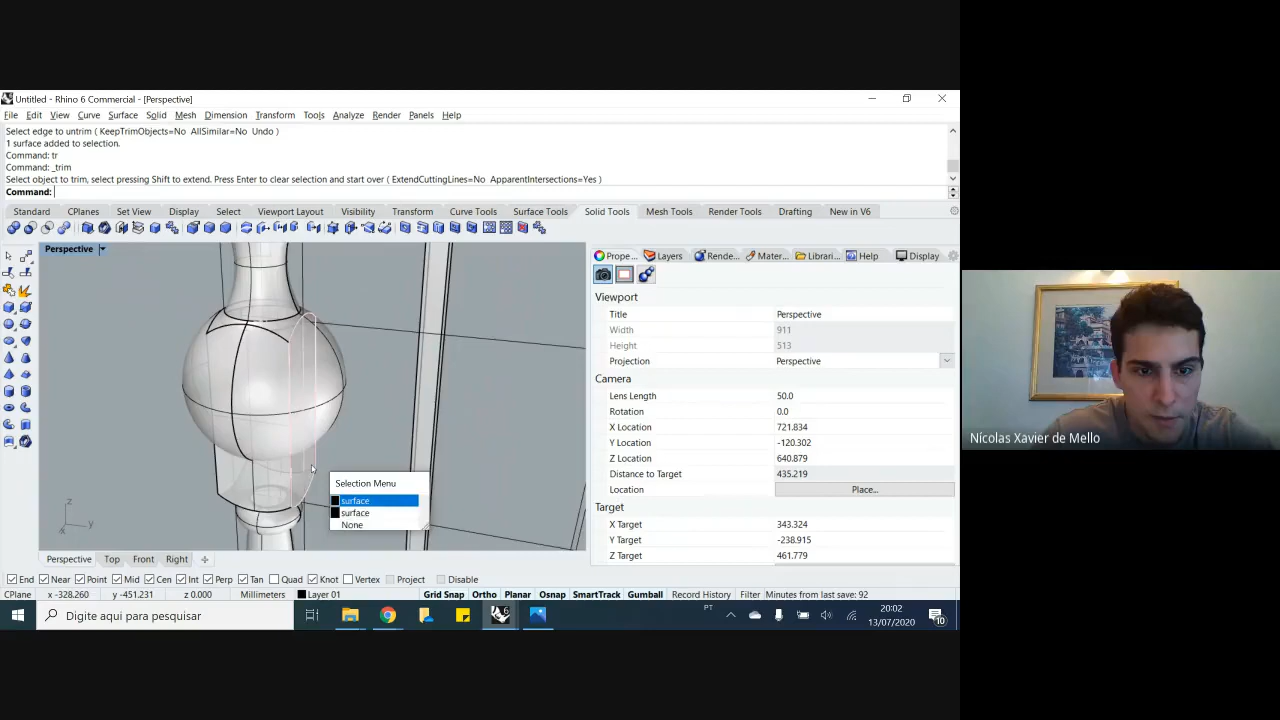 Untitled - Rhino 6 Commercial - [Perspective]
File Edit View Curve Surface Solid Mesh Dimension Transform Tools Analyze Render Panels Help
Select edge to untrim ( KeepTrimObjects=No AllSimilar=No Undo )
1 surface added to selection.
Command: tr
Command: _trim
Select object to trim, select pressing Shift to extend. Press Enter to clear selection and start over ( ExtendCuttingLines=No ApparentIntersections=Yes )
Command:
Standard CPlanes Set View Display Select Viewport Layout Visibility Transform Curve Tools Surface Tools Solid Tools Mesh Tools Render Tools Drafting New in V6
Perspective
Prope... Layers Rende... Mater... Librari... Help Display
Viewport
Title Perspective
Width 911
Height 513
Projection Perspective
Camera
Lens Length 50.0
Rotation 0.0
X Location 721.834
Y Location -120.302
Z Location 640.879
Distance to Target 435.219
Location Place...
Target
X Target 343.324
Y Target -238.915
Z Target 461.779
Selection Menu
surface
surface
None
z
y
x
Perspective Top Front Right
End Near Point Mid Cen Int Perp Tan Quad Knot Vertex Project Disable
CPlane x -328.260 y -451.231 z 0.000 Millimeters Layer 01 Grid Snap Ortho Planar Osnap SmartTrack Gumball Record History Filter Minutes from last save: 92
Digite aqui para pesquisar
PT
20:02
13/07/2020
10
Nícolas Xavier de Mello